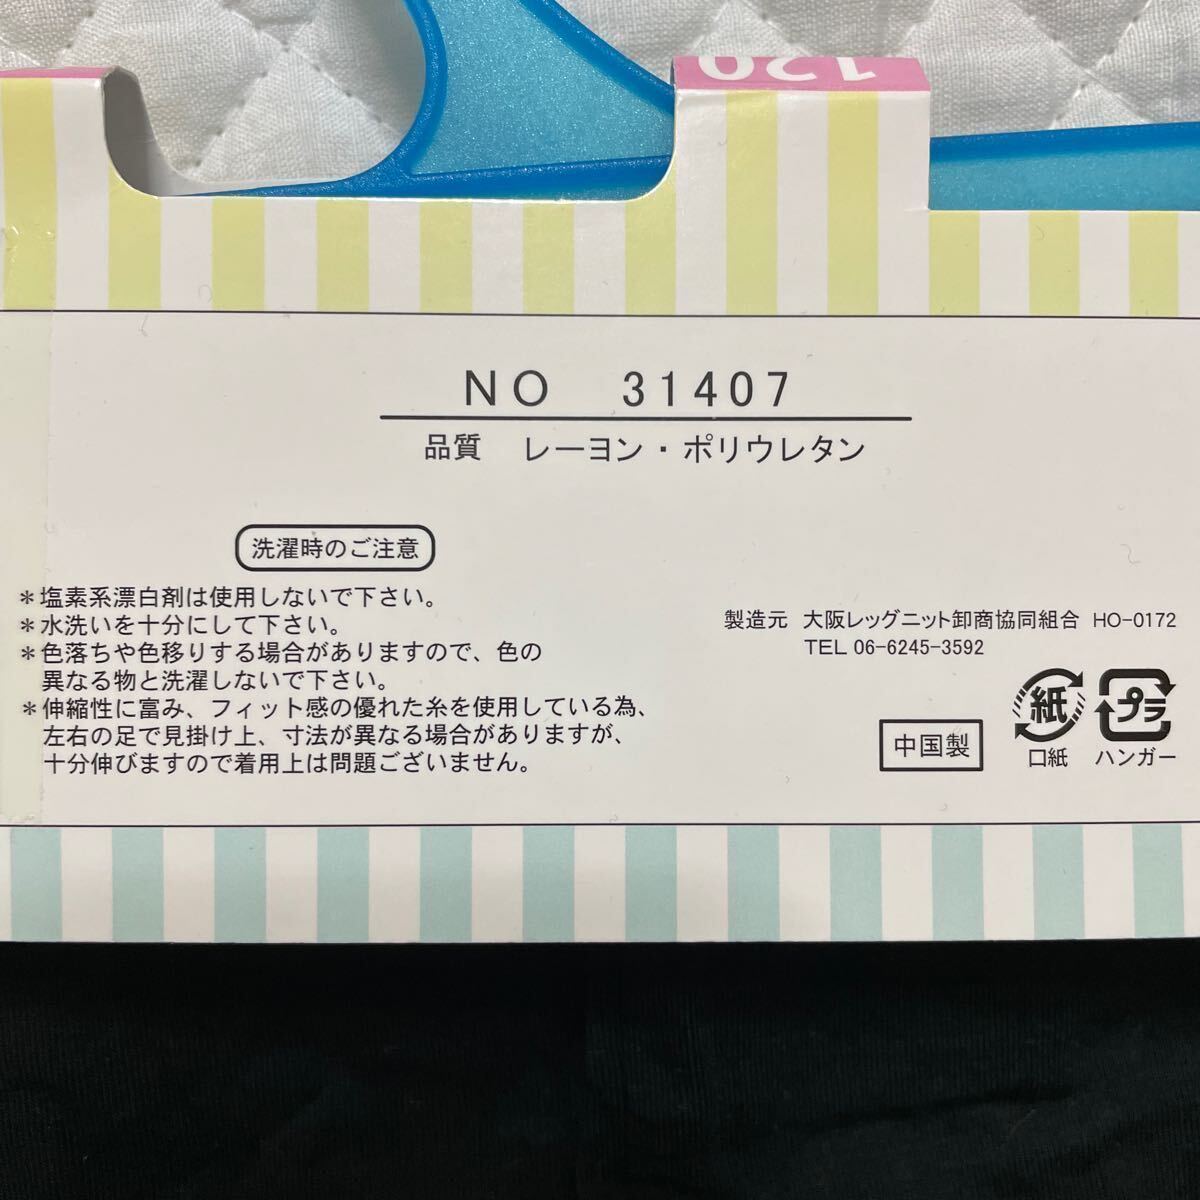 120
NO 31407
品質 レーヨン・ポリウレタン
洗濯時のご注意
＊塩素系漂白剤は使用しないで下さい。
＊水洗いを十分にして下さい。
＊色落ちや色移りする場合がありますので、色の
異なる物と洗濯しないで下さい。
＊伸縮性に富み、フィット感の優れた糸を使用している為、
左右の足で見掛け上、寸法が異なる場合がありますが、
十分伸びますので着用上は問題ございません。
製造元 大阪レッグニット卸商協同組合 HO-0172
TEL 06-6245-3592
中国製
紙
口紙
プラ
ハンガー